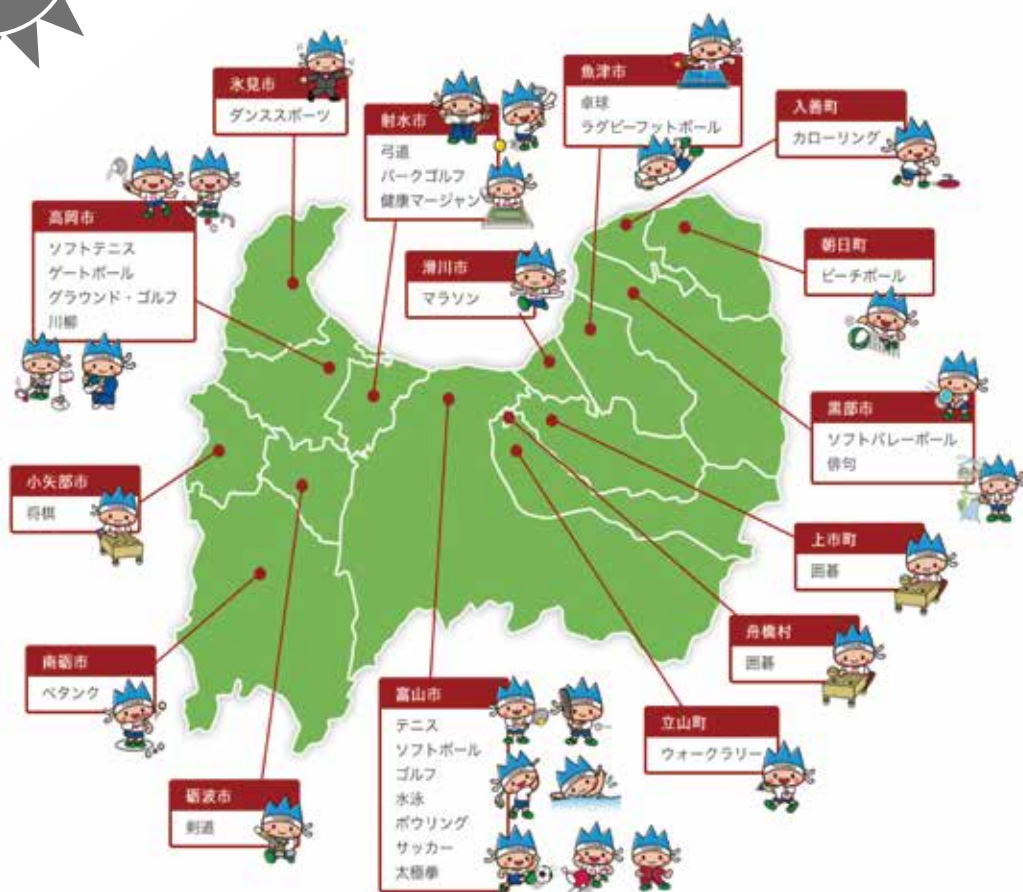 氷見市
ダンススポーツ
射水市
弓道
パークゴルフ
健康マージャン
魚津市
卓球
ラグビーフットボール
入善町
カローリング
高岡市
ソフトテニス
ゲートボール
グラウンド・ゴルフ
川柳
滑川市
マラソン
朝日町
ビーチボール
黒部市
ソフトバレーボール
俳句
小矢部市
将棋
上市町
囲碁
舟橋村
囲碁
南砺市
ペタンク
富山市
テニス
ソフトボール
ゴルフ
水泳
ボウリング
サッカー
太極拳
立山町
ウォークラリー
砺波市
剣道